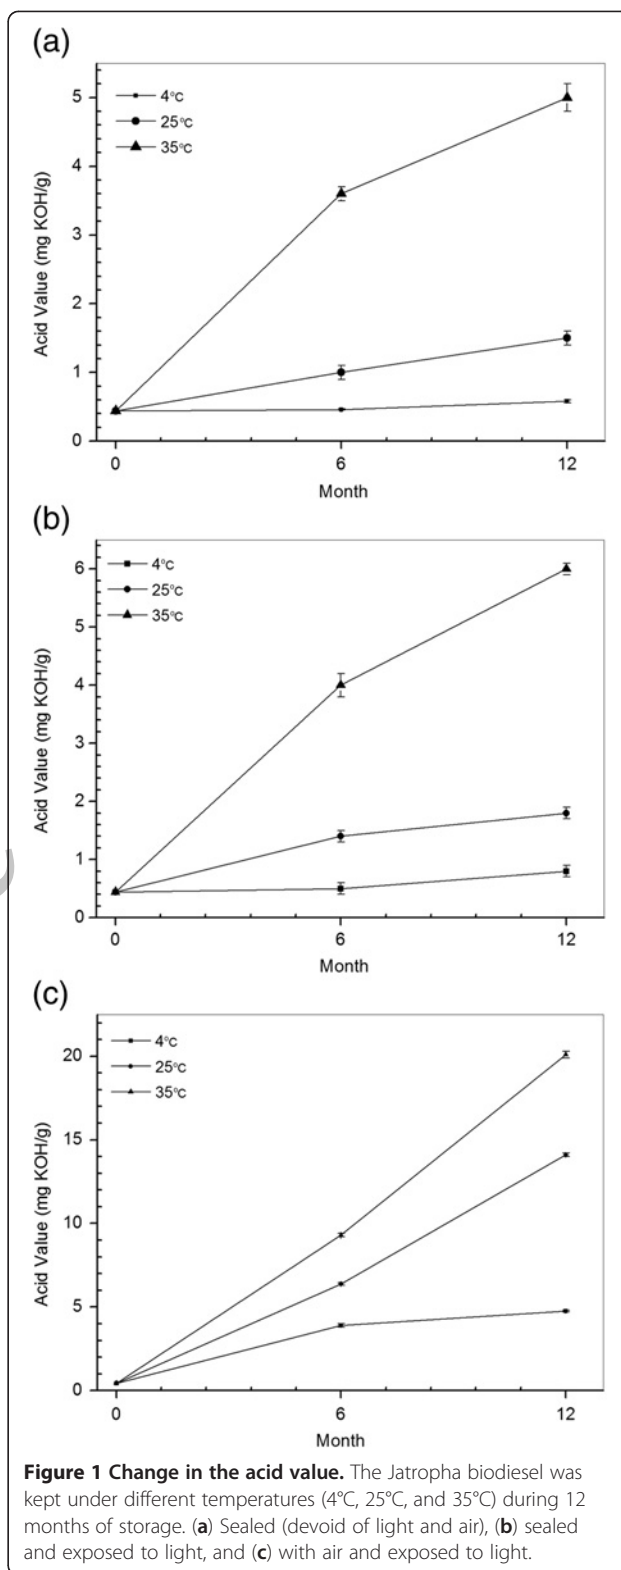 (a)
4°C
25°C
35°C
5
4
3
2
1
0
Acid Value (mg KOH/g)
0 6 12
Month
(b)
4°C
25°C
35°C
6
5
4
3
2
1
0
Acid Value (mg KOH/g)
0 6 12
Month
(c)
4°C
25°C
35°C
20
15
10
5
0
Acid Value (mg KOH/g)
0 6 12
Month
Figure 1 Change in the acid value. The Jatropha biodiesel was
kept under different temperatures (4°C, 25°C, and 35°C) during 12
months of storage. (a) Sealed (devoid of light and air), (b) sealed
and exposed to light, and (c) with air and exposed to light.